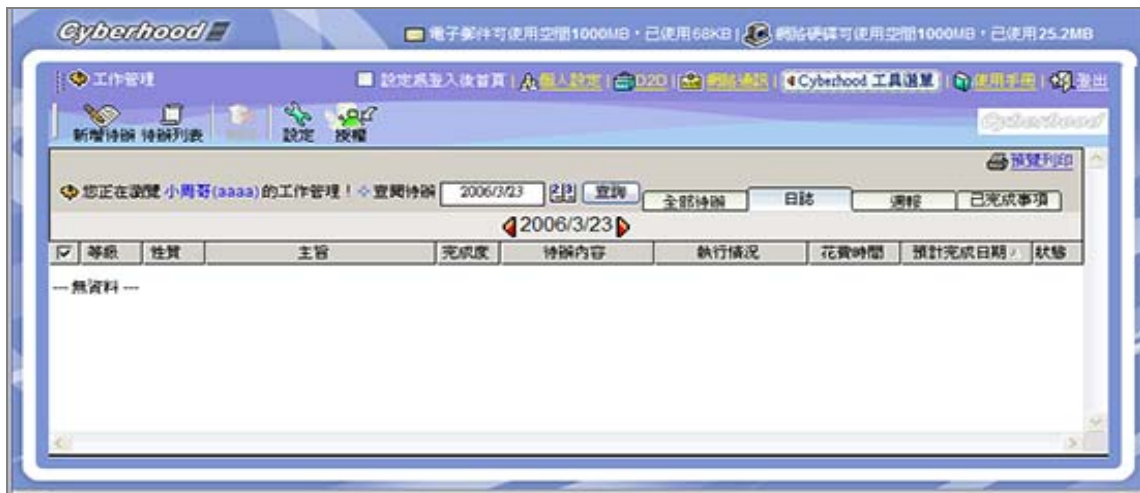 Cyberhood
電子郵件可使用空間1000MB，已使用68KB | 網路硬碟可使用空間1000MB，已使用25.2MB
工作管理 設定為登入後首頁 | 個人設定 | D2D | 網路通訊 | Cyberhood 工具選單 | 使用手冊 | 登出
新增待辦 待辦列表 設定 授權
Cyberhood
預覽列印
您正在瀏覽 小周哥(aaaa) 的工作管理！查閱待辦 2006/3/23 查詢 全部待辦 日誌 週報 已完成事項
2006/3/23
等級 性質 主旨 完成度 待辦內容 執行情況 花費時間 預計完成日期 狀態
--- 無資料 ---